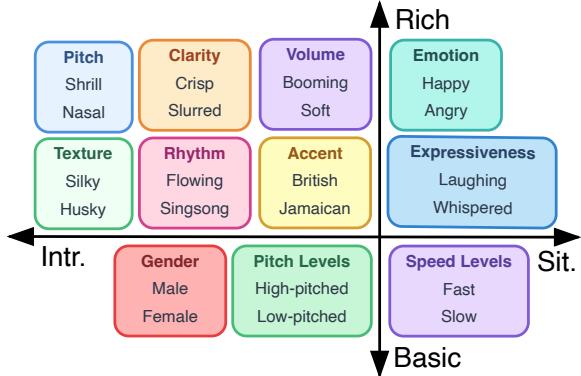 Rich
Pitch
Shrill
Nasal
Clarity
Crisp
Slurred
Volume
Booming
Soft
Emotion
Happy
Angry
Texture
Silky
Husky
Rhythm
Flowing
Singsong
Accent
British
Jamaican
Expressiveness
Laughing
Whispered
Intr.
Sit.
Gender
Male
Female
Pitch Levels
High-pitched
Low-pitched
Speed Levels
Fast
Slow
Basic